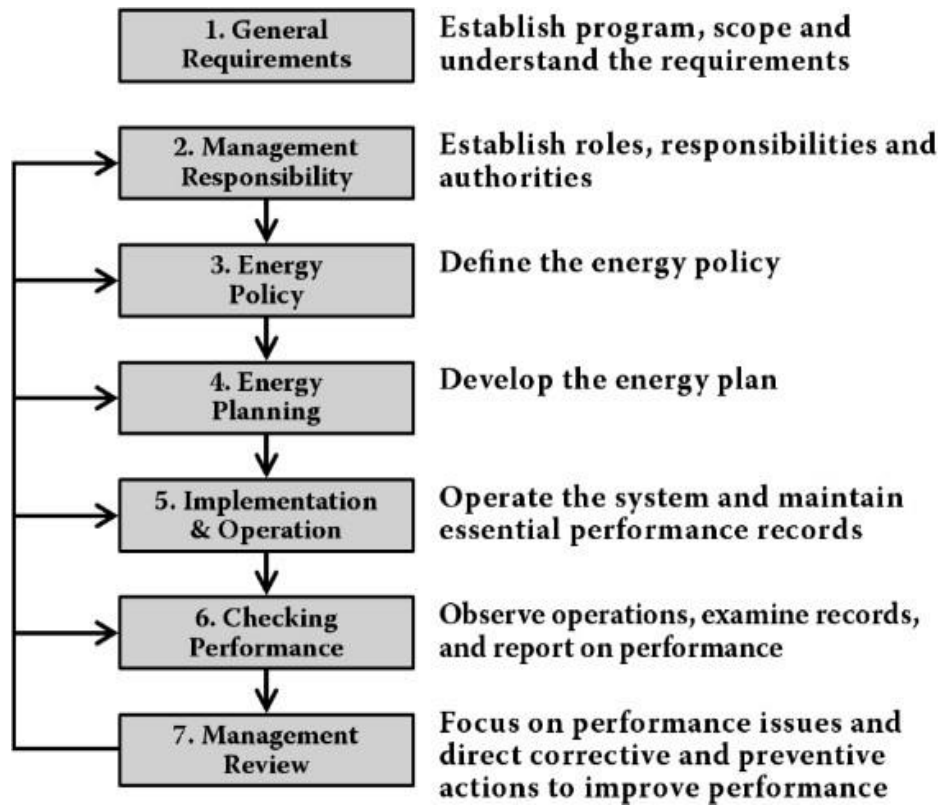 1. General
Requirements
Establish program, scope and
understand the requirements
2. Management
Responsibility
Establish roles, responsibilities and
authorities
3. Energy
Policy
Define the energy policy
4. Energy
Planning
Develop the energy plan
5. Implementation
& Operation
Operate the system and maintain
essential performance records
6. Checking
Performance
Observe operations, examine records,
and report on performance
7. Management
Review
Focus on performance issues and
direct corrective and preventive
actions to improve performance